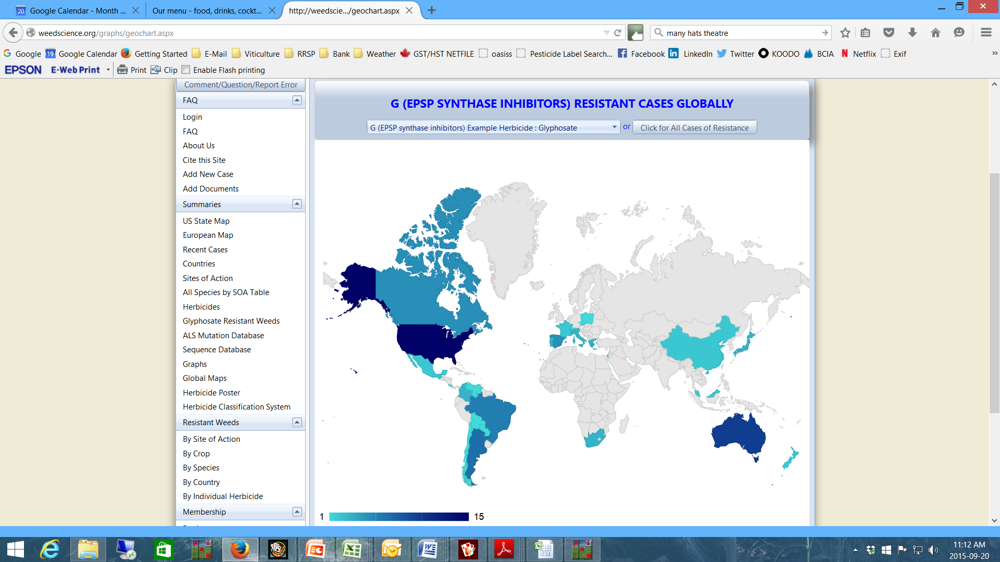 20 Google Calendar - Month ...
Our menu - food, drinks, cockt...
http://weedscie.../geochart.aspx
weedscience.org/graphs/geochart.aspx
many hats theatre
Google
19 Google Calendar
Getting Started
E-Mail
Viticulture
RRSP
Bank
Weather
GST/HST NETFILE
oasiss
Pesticide Label Search...
Facebook
LinkedIn
Twitter
KOODO
BCIA
Netflix
Exif
EPSON E-Web Print
Print
Clip
Enable Flash printing
Comment/Question/Report Error
FAQ
Login
FAQ
About Us
Cite this Site
Add New Case
Add Documents
Summaries
US State Map
European Map
Recent Cases
Countries
Sites of Action
All Species by SOA Table
Herbicides
Glyphosate Resistant Weeds
ALS Mutation Database
Sequence Database
Graphs
Global Maps
Herbicide Poster
Herbicide Classification System
Resistant Weeds
By Site of Action
By Crop
By Species
By Country
By Individual Herbicide
Membership
G (EPSP SYNTHASE INHIBITORS) RESISTANT CASES GLOBALLY
G (EPSP synthase inhibitors) Example Herbicide : Glyphosate
or
Click for All Cases of Resistance
1
15
11:12 AM
2015-09-20